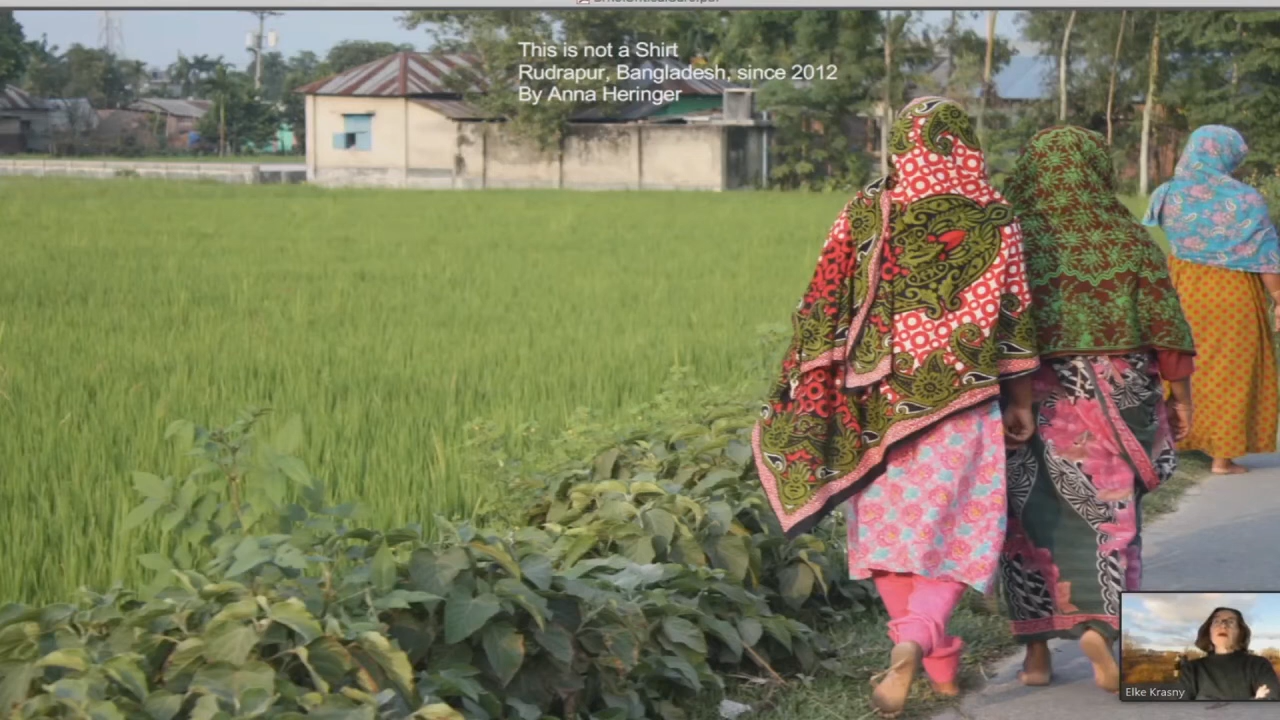 This is not a Shirt
Rudrapur, Bangladesh, since 2012
By Anna Heringer
Elke Krasny